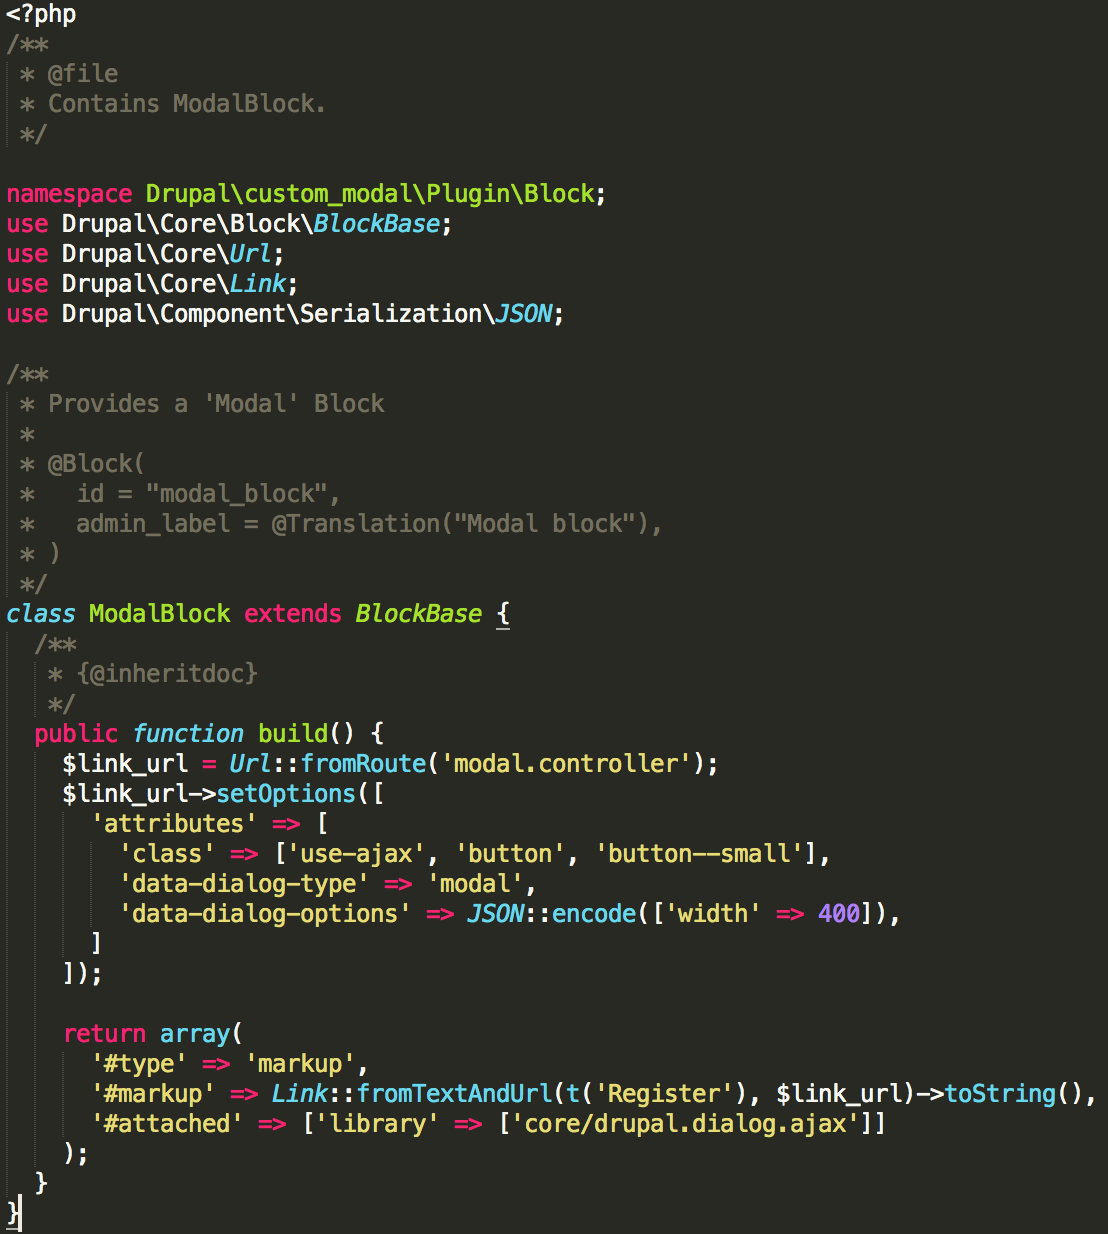 <?php
/**
 * @file
 * Contains ModalBlock.
 */

namespace Drupal\custom_modal\Plugin\Block;
use Drupal\Core\Block\BlockBase;
use Drupal\Core\Url;
use Drupal\Core\Link;
use Drupal\Component\Serialization\JSON;

/**
 * Provides a 'Modal' Block
 *
 * @Block(
 *   id = "modal_block",
 *   admin_label = @Translation("Modal block"),
 * )
 */
class ModalBlock extends BlockBase {
  /**
   * {@inheritdoc}
   */
  public function build() {
    $link_url = Url::fromRoute('modal.controller');
    $link_url->setOptions([
      'attributes' => [
        'class' => ['use-ajax', 'button', 'button--small'],
        'data-dialog-type' => 'modal',
        'data-dialog-options' => JSON::encode(['width' => 400]),
      ]
    ]);

    return array(
      '#type' => 'markup',
      '#markup' => Link::fromTextAndUrl(t('Register'), $link_url)->toString(),
      '#attached' => ['library' => ['core/drupal.dialog.ajax']]
    );
  }
}